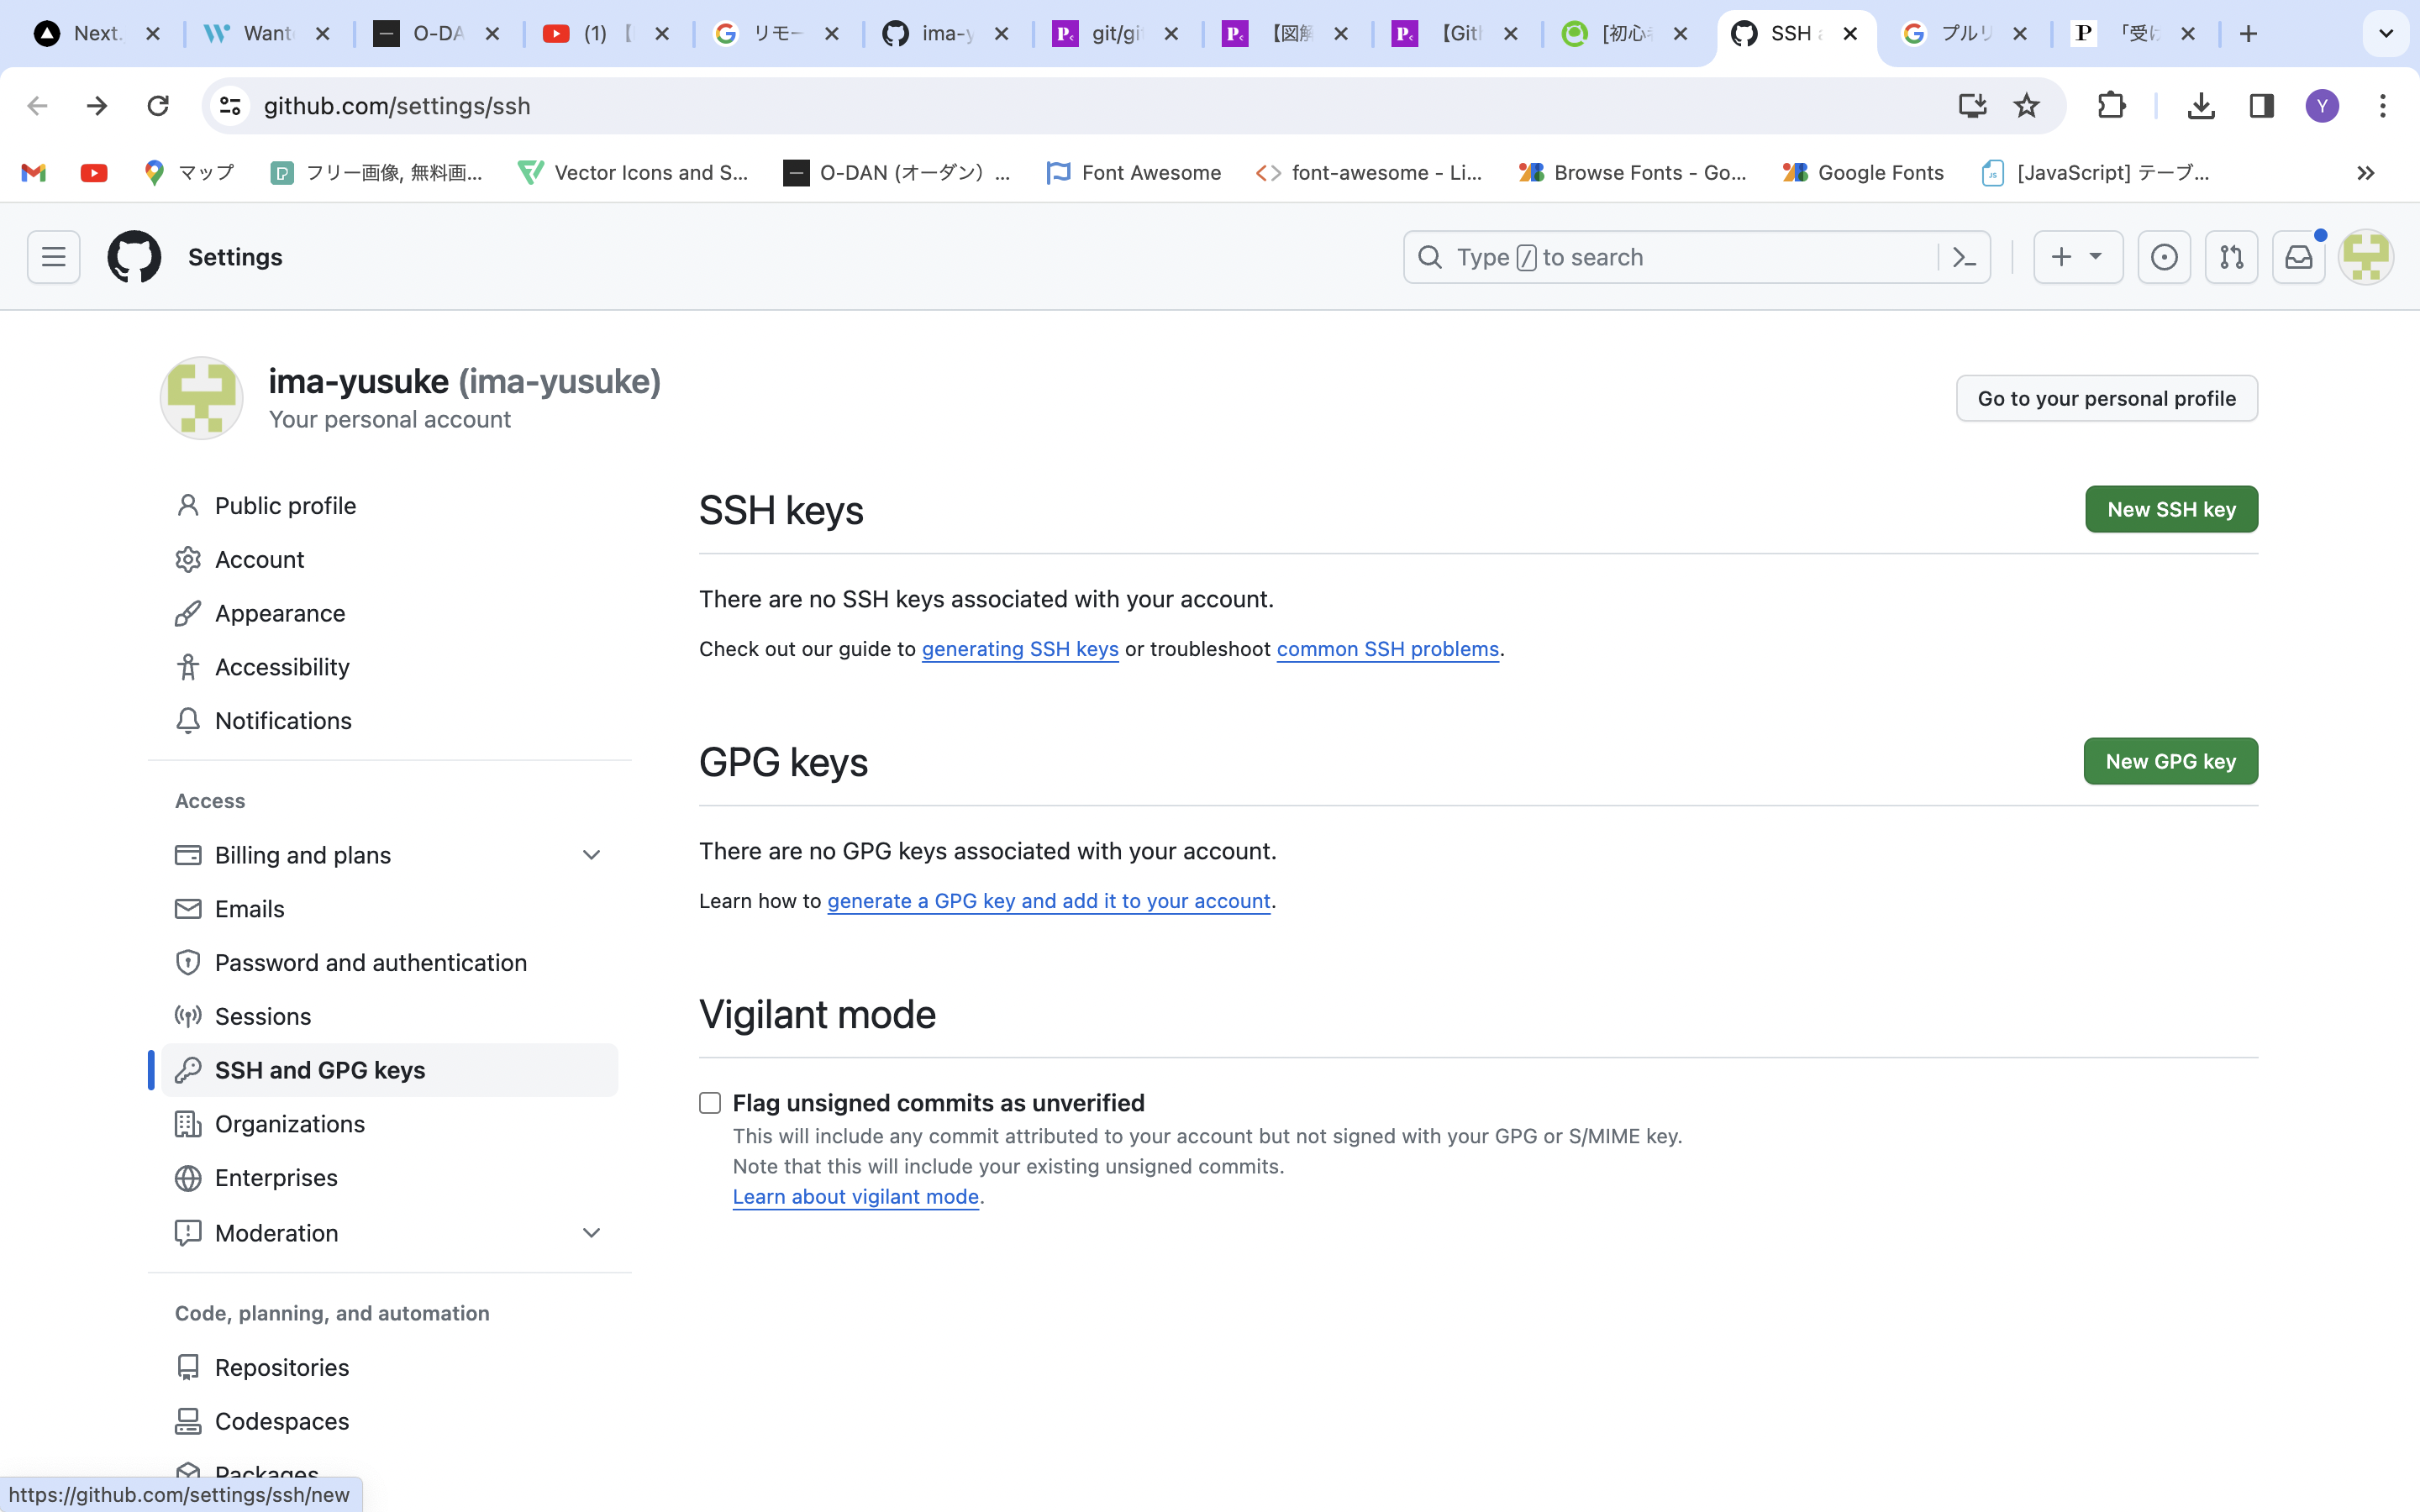 Next.
Want
O-DA
(1)
リモー
ima-y
git/gi
【図解
【Git
[初心者
SSH a
プルリ
「受け
github.com/settings/ssh
Y
マップ
フリー画像, 無料画...
Vector Icons and S...
O-DAN (オーダン) ...
Font Awesome
font-awesome - Li...
Browse Fonts - Go...
Google Fonts
[JavaScript] テーブ...
Settings
Type / to search
ima-yusuke (ima-yusuke)
Your personal account
Go to your personal profile
Public profile
Account
Appearance
Accessibility
Notifications
Access
Billing and plans
Emails
Password and authentication
Sessions
SSH and GPG keys
Organizations
Enterprises
Moderation
Code, planning, and automation
Repositories
Codespaces
Packages
SSH keys
New SSH key
There are no SSH keys associated with your account.
Check out our guide to generating SSH keys or troubleshoot common SSH problems.
GPG keys
New GPG key
There are no GPG keys associated with your account.
Learn how to generate a GPG key and add it to your account.
Vigilant mode
Flag unsigned commits as unverified
This will include any commit attributed to your account but not signed with your GPG or S/MIME key.
Note that this will include your existing unsigned commits.
Learn about vigilant mode.
https://github.com/settings/ssh/new